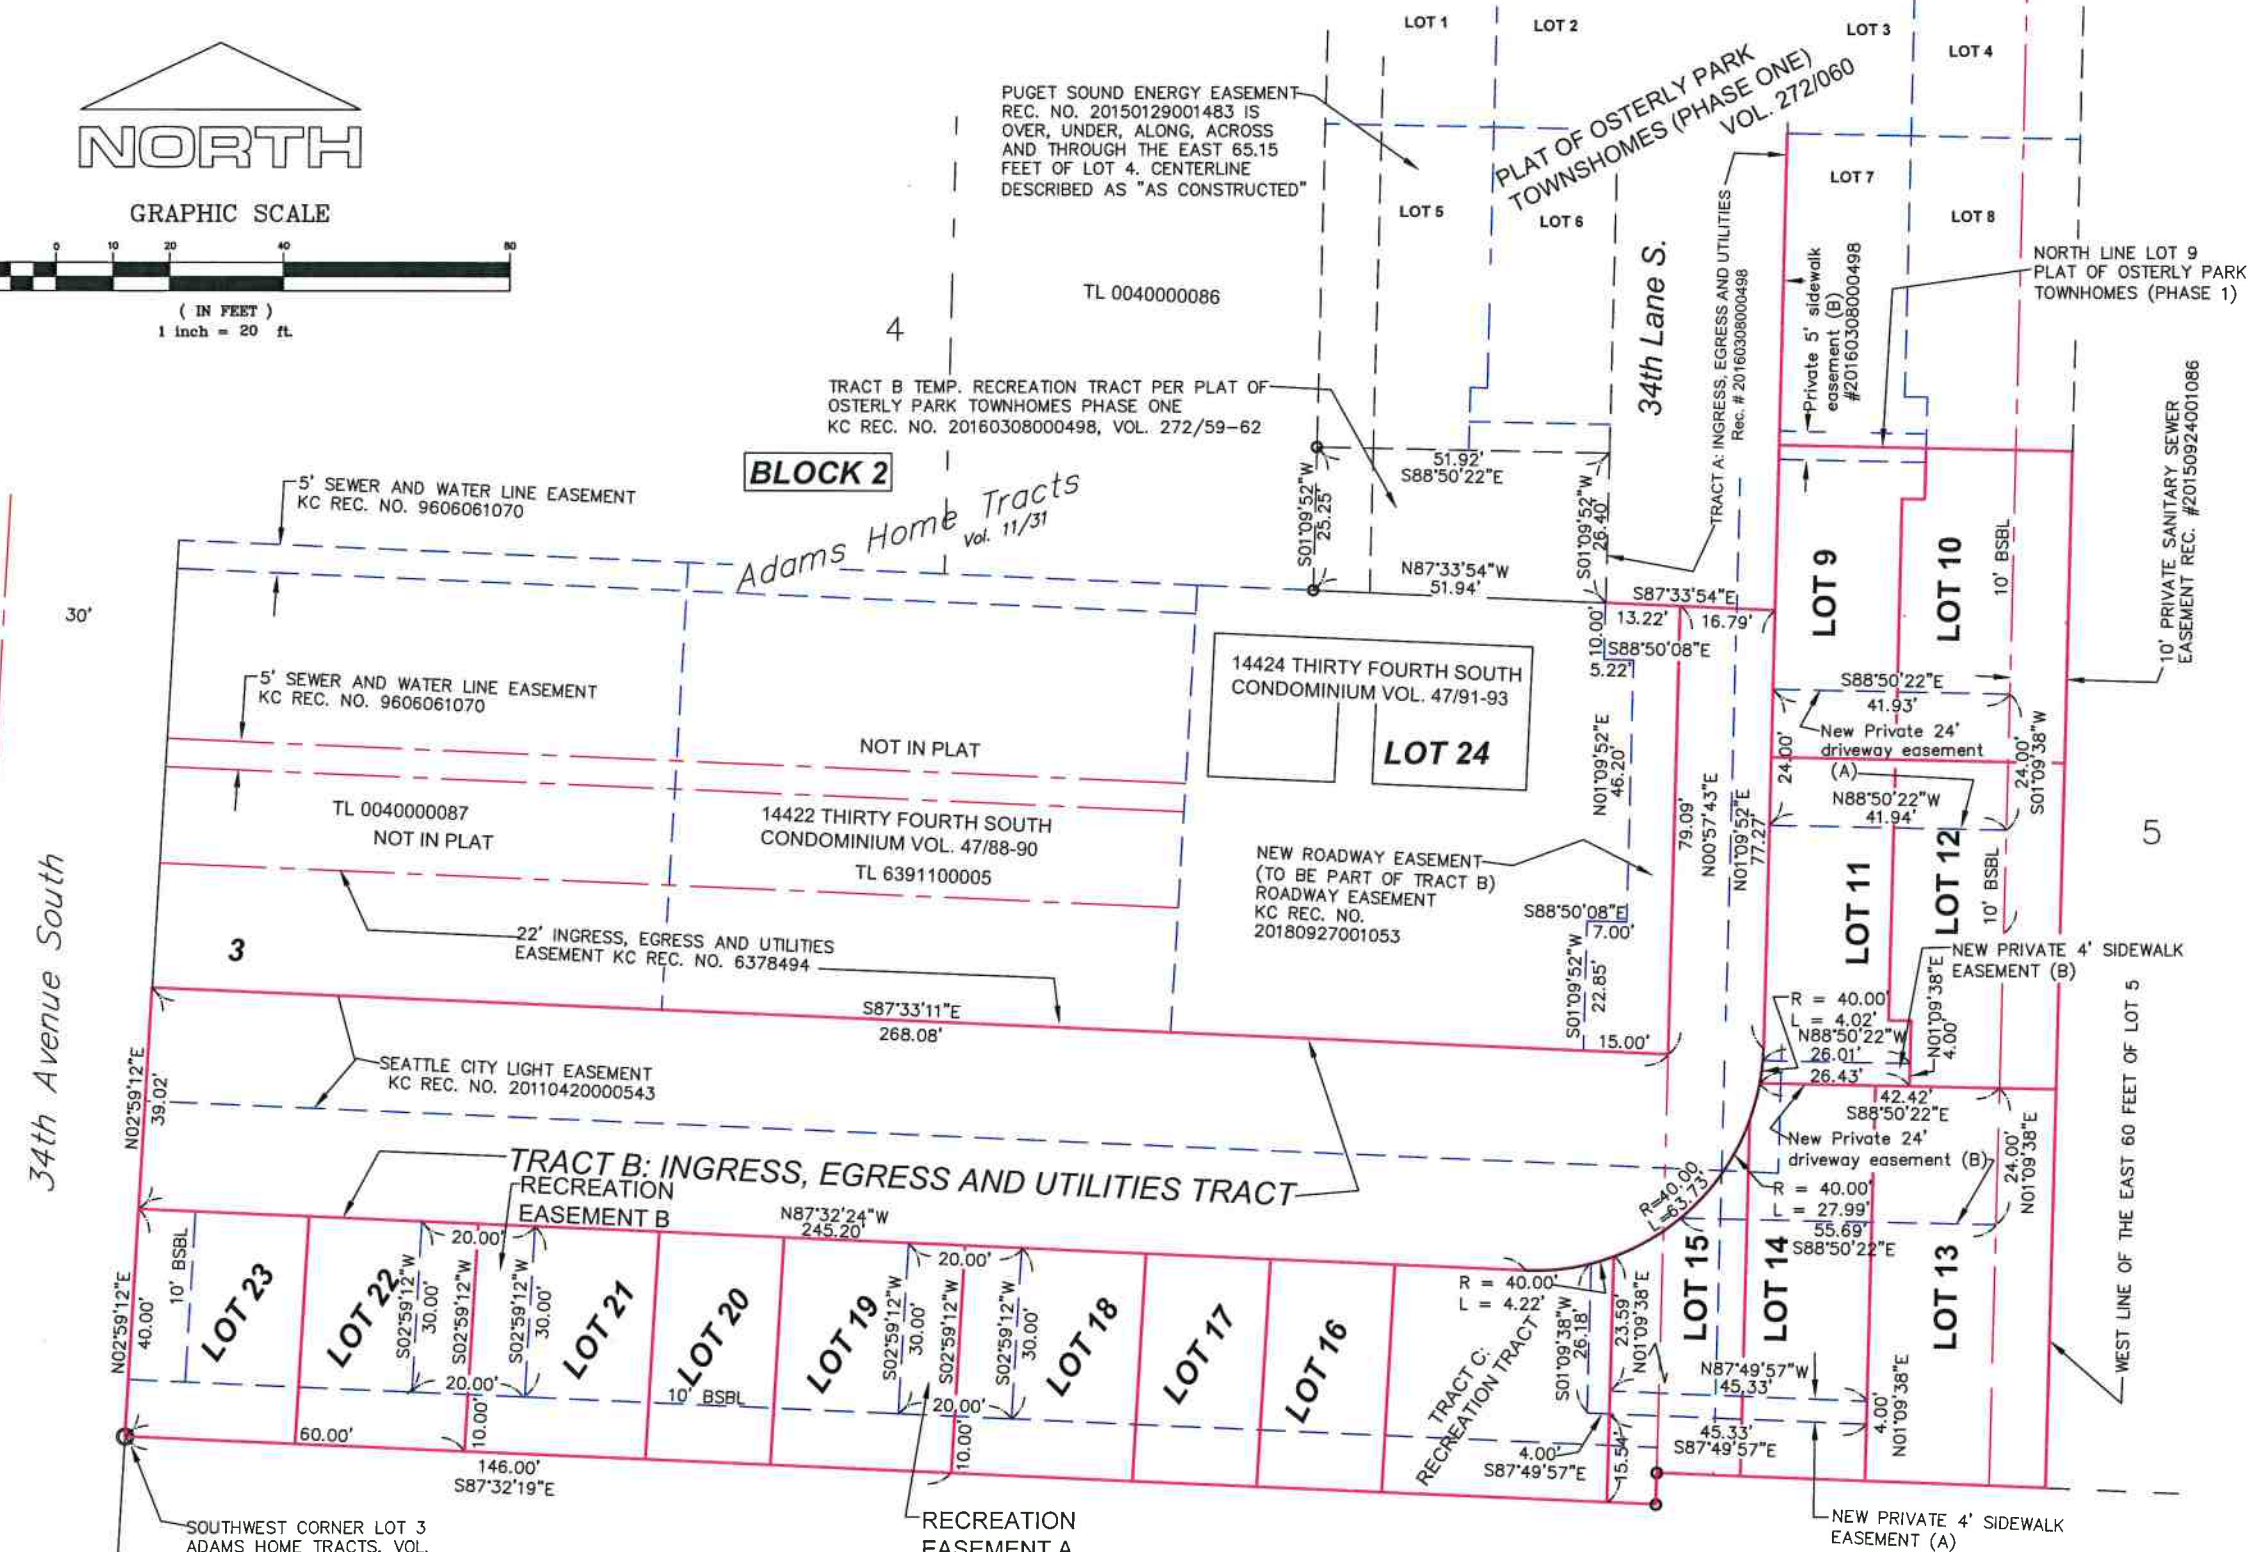 NORTH
GRAPHIC SCALE
0 10 20 40 80
( IN FEET )
1 inch = 20 ft.
LOT 1
LOT 2
LOT 3
LOT 4
PUGET SOUND ENERGY EASEMENT
REC. NO. 20150129001483 IS
OVER, UNDER, ALONG, ACROSS
AND THROUGH THE EAST 65.15
FEET OF LOT 4. CENTERLINE
DESCRIBED AS "AS CONSTRUCTED"
PLAT OF OSTERLY PARK
TOWNSHOMES (PHASE ONE)
VOL. 272/060
LOT 5
LOT 6
LOT 7
LOT 8
34th Lane S.
TRACT A: INGRESS, EGRESS AND UTILITIES
Rec. # 20160308000498
Private 5' sidewalk
easement (B)
#20160308000498
NORTH LINE LOT 9
PLAT OF OSTERLY PARK
TOWNHOMES (PHASE 1)
TL 0040000086
4
TRACT B TEMP. RECREATION TRACT PER PLAT OF
OSTERLY PARK TOWNHOMES PHASE ONE
KC REC. NO. 20160308000498, VOL. 272/59-62
BLOCK 2
Adams Home Tracts
Vol. 11/31
5' SEWER AND WATER LINE EASEMENT
KC REC. NO. 9606061070
51.92'
S88°50'22"E
S01°09'52"W
25.25'
S01°09'52"W
26.40'
N87°33'54"W
51.94'
S87°33'54"E
13.22'
16.79'
10.00'
S88°50'08"E
5.22'
LOT 9
LOT 10
10' BSBL
10' PRIVATE SANITARY SEWER
EASEMENT REC. #20150924001086
30'
5' SEWER AND WATER LINE EASEMENT
KC REC. NO. 9606061070
NOT IN PLAT
14424 THIRTY FOURTH SOUTH
CONDOMINIUM VOL. 47/91-93
LOT 24
N01°09'52"E
46.20'
79.09'
N00°57'43"E
N01°09'52"E
77.27'
S88°50'22"E
41.93'
New Private 24'
driveway easement
(A)
24.00'
24.00'
S01°09'38"W
N88°50'22"W
41.94'
5
TL 0040000087
NOT IN PLAT
14422 THIRTY FOURTH SOUTH
CONDOMINIUM VOL. 47/88-90
TL 6391100005
NEW ROADWAY EASEMENT
(TO BE PART OF TRACT B)
ROADWAY EASEMENT
KC REC. NO.
20180927001053
S88°50'08"E
7.00'
S01°09'52"W
22.85'
15.00'
LOT 11
LOT 12
10' BSBL
34th Avenue South
3
22' INGRESS, EGRESS AND UTILITIES
EASEMENT KC REC. NO. 6378494
NEW PRIVATE 4' SIDEWALK
EASEMENT (B)
S87°33'11"E
268.08'
R = 40.00'
L = 4.02'
N88°50'22"W
26.01'
26.43'
N01°09'38"E
4.00'
WEST LINE OF THE EAST 60 FEET OF LOT 5
SEATTLE CITY LIGHT EASEMENT
KC REC. NO. 20110420000543
N02°59'12"E
39.02'
42.42'
S88°50'22"E
New Private 24'
driveway easement (B)
24.00'
N01°09'38"E
TRACT B: INGRESS, EGRESS AND UTILITIES TRACT
RECREATION
EASEMENT B
N87°32'24"W
245.20'
R=40.00
L=63.73'
R = 40.00'
L = 27.99'
55.69'
S88°50'22"E
N02°59'12"E
40.00'
10' BSBL
LOT 23
LOT 22
S02°59'12"W
30.00'
20.00'
S02°59'12"W
S02°59'12"W
30.00'
20.00'
10.00'
LOT 21
LOT 20
10' BSBL
LOT 19
S02°59'12"W
30.00'
20.00'
S02°59'12"W
S02°59'12"W
30.00'
20.00'
10.00'
LOT 18
LOT 17
LOT 16
R = 40.00'
L = 4.22'
TRACT C:
RECREATION TRACT
S01°09'38"W
26.18'
23.59'
N01°09'38"E
LOT 15
LOT 14
LOT 13
N87°49'57"W
45.33'
4.00'
N01°09'38"E
45.33'
S87°49'57"E
4.00'
S87°49'57"E
15.54'
60.00'
146.00'
S87°32'19"E
SOUTHWEST CORNER LOT 3
ADAMS HOME TRACTS, VOL.
RECREATION
EASEMENT A
NEW PRIVATE 4' SIDEWALK
EASEMENT (A)